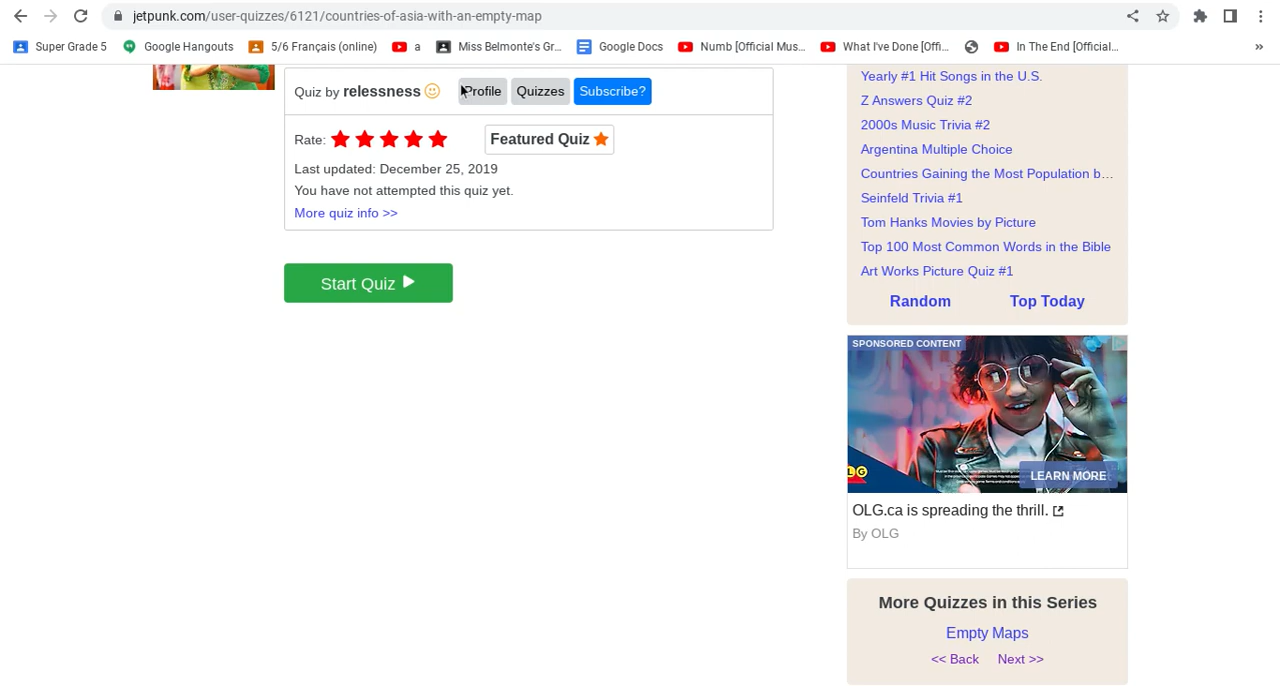 jetpunk.com/user-quizzes/6121/countries-of-asia-with-an-empty-map
Super Grade 5 Google Hangouts 5/6 Français (online) a Miss Belmonte's Gr... Google Docs Numb [Official Mus... What I've Done [Offi... In The End [Official... »
Quiz by relessness Profile Quizzes Subscribe?
Rate: Featured Quiz
Last updated: December 25, 2019
You have not attempted this quiz yet.
More quiz info >>
Start Quiz
Yearly #1 Hit Songs in the U.S.
Z Answers Quiz #2
2000s Music Trivia #2
Argentina Multiple Choice
Countries Gaining the Most Population b...
Seinfeld Trivia #1
Tom Hanks Movies by Picture
Top 100 Most Common Words in the Bible
Art Works Picture Quiz #1
Random Top Today
SPONSORED CONTENT
LG
LEARN MORE
OLG.ca is spreading the thrill.
By OLG
More Quizzes in this Series
Empty Maps
<< Back Next >>